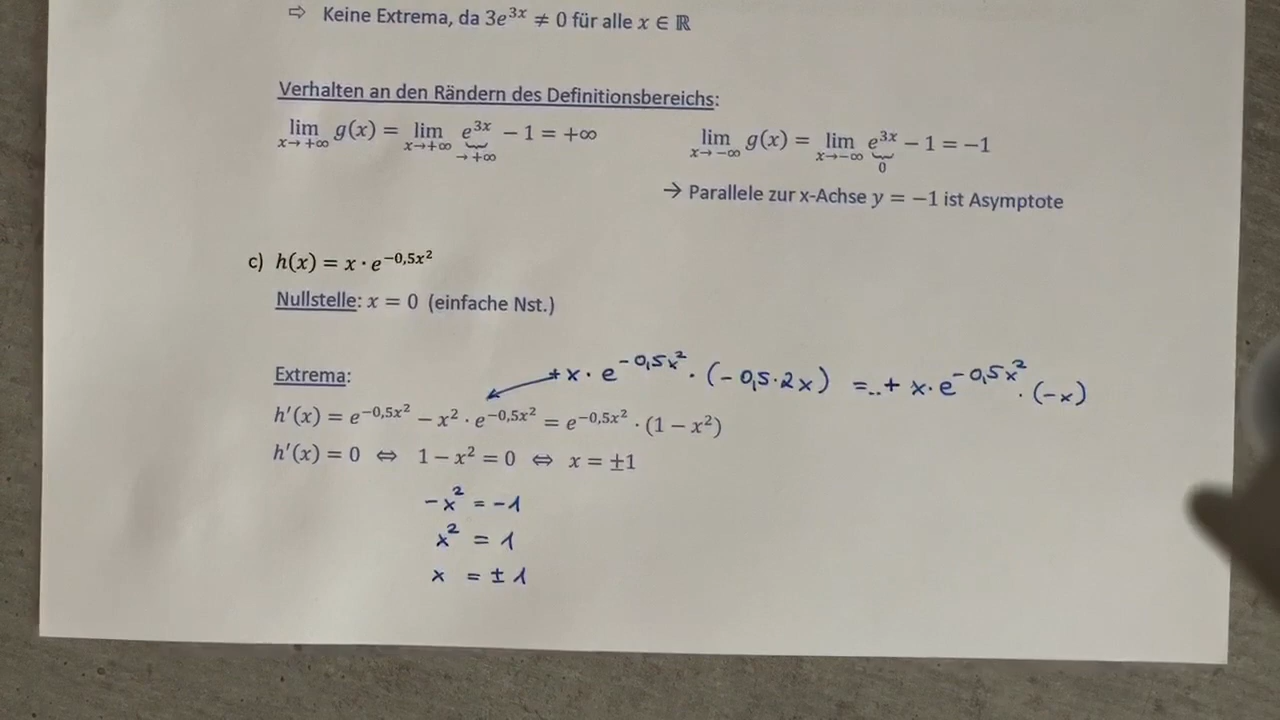 ⇨ Keine Extrema, da 3e^{3x} ≠ 0 für alle x ∈ ℝ
Verhalten an den Rändern des Definitionsbereichs:
lim_{x→+∞} g(x) = lim_{x→+∞} e^{3x} − 1 = +∞
→ +∞
lim_{x→−∞} g(x) = lim_{x→−∞} e^{3x} − 1 = −1
0
→ Parallele zur x-Achse y = −1 ist Asymptote
c) h(x) = x · e^{−0,5x²}
Nullstelle: x = 0 (einfache Nst.)
+ x · e^{−0,5x²} · (−0,5·2x) = .. + x·e^{−0,5x²} · (−x)
Extrema:
h′(x) = e^{−0,5x²} − x² · e^{−0,5x²} = e^{−0,5x²} · (1 − x²)
h′(x) = 0 ⇔ 1 − x² = 0 ⇔ x = ±1
−x² = −1
x² = 1
x = ± 1